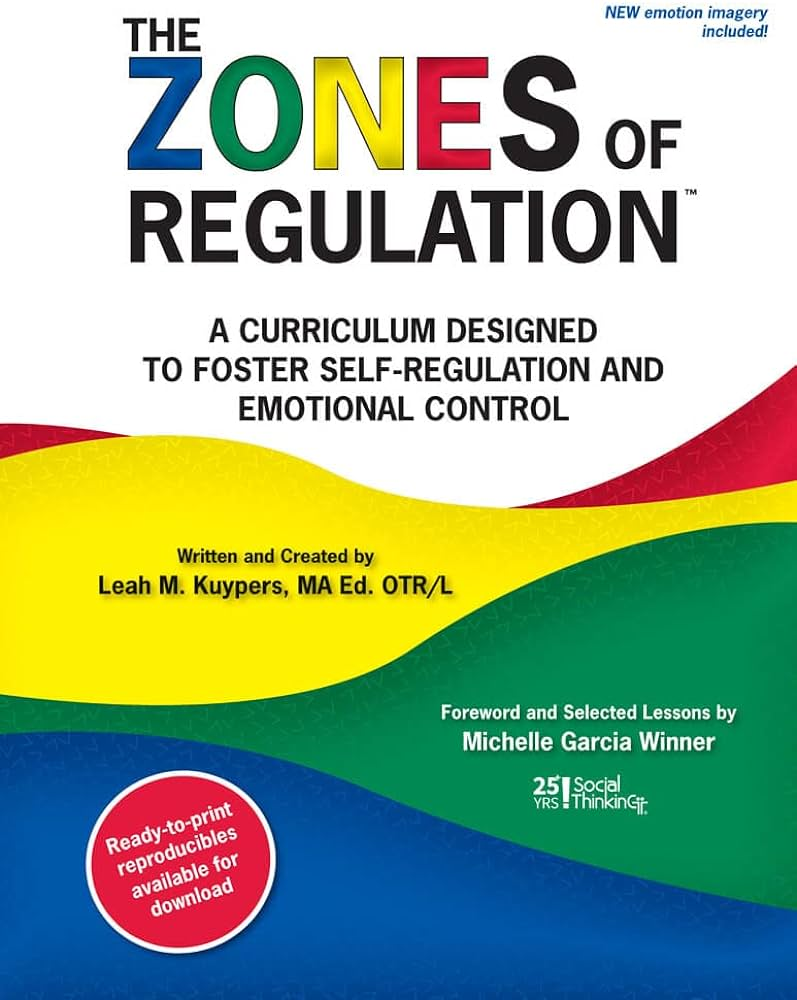 NEW emotion imagery
included!
THE
ZONES OF
REGULATION™
A CURRICULUM DESIGNED
TO FOSTER SELF-REGULATION AND
EMOTIONAL CONTROL
Written and Created by
Leah M. Kuypers, MA Ed. OTR/L
Foreword and Selected Lessons by
Michelle Garcia Winner
25 YRS ! Social
Thinking
Ready-to-print
reproducibles
available for
download